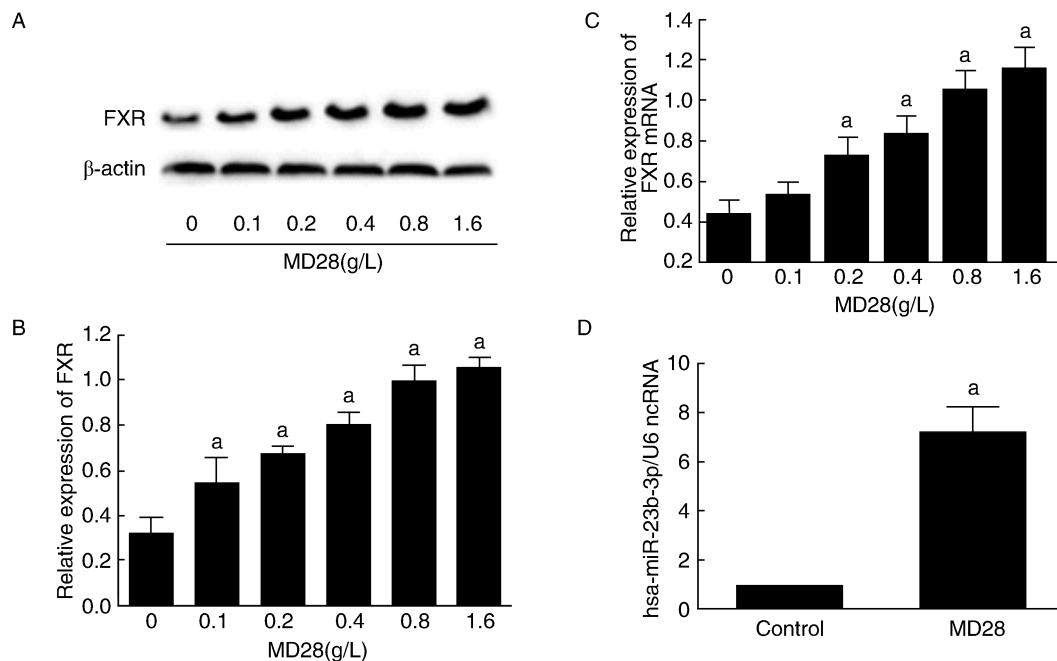 A
FXR
β-actin
0 0.1 0.2 0.4 0.8 1.6
MD28(g/L)
B
Relative expression of FXR
1.2
1.0
0.8
0.6
0.4
0.2
0.0
a a a a a
0 0.1 0.2 0.4 0.8 1.6
MD28(g/L)
C
Relative expression of
FXR mRNA
1.4
1.2
1.0
0.8
0.6
0.4
0.2
a a a a
0 0.1 0.2 0.4 0.8 1.6
MD28(g/L)
D
hsa-miR-23b-3p/U6 ncRNA
10
8
6
4
2
0
a
Control MD28